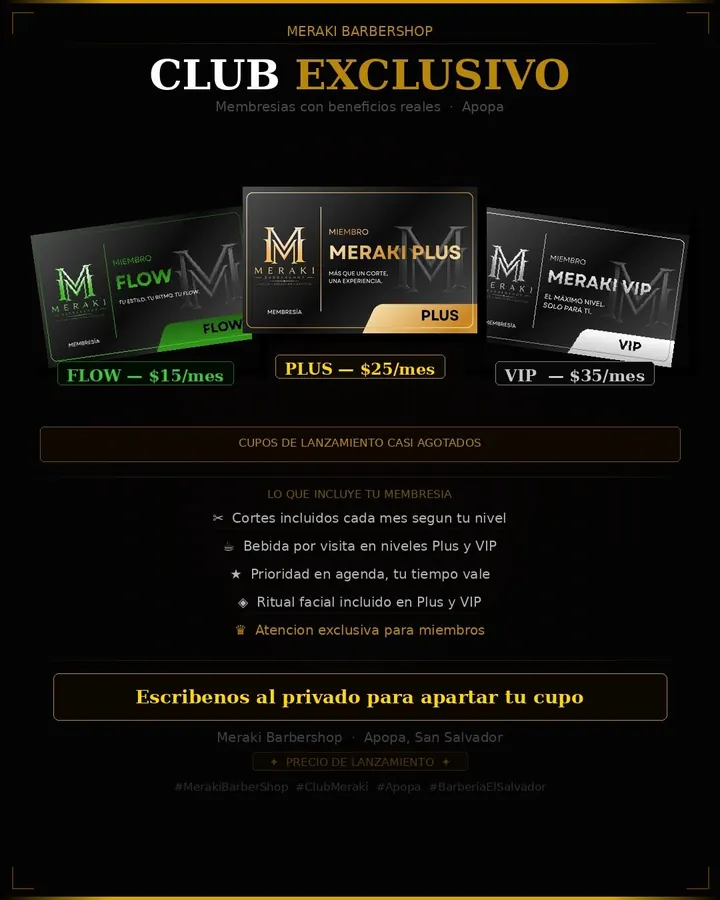 MERAKI BARBERSHOP
CLUB EXCLUSIVO
Membresias con beneficios reales · Apopa
MERAKI
MIEMBRO
FLOW
TU ESTILO. TU RITMO. TU FLOW.
MEMBRESÍA
FLOW
MERAKI
BARBERSHOP
MIEMBRO
MERAKI PLUS
MÁS QUE UN CORTE,
UNA EXPERIENCIA.
MEMBRESÍA
PLUS
MERAKI
MIEMBRO
MERAKI VIP
EL MÁXIMO NIVEL.
SOLO PARA TI.
MEMBRESÍA
VIP
FLOW — $15/mes
PLUS — $25/mes
VIP — $35/mes
CUPOS DE LANZAMIENTO CASI AGOTADOS
LO QUE INCLUYE TU MEMBRESIA
✂ Cortes incluidos cada mes segun tu nivel
☕ Bebida por visita en niveles Plus y VIP
★ Prioridad en agenda, tu tiempo vale
◈ Ritual facial incluido en Plus y VIP
♛ Atencion exclusiva para miembros
Escribenos al privado para apartar tu cupo
Meraki Barbershop · Apopa, San Salvador
✦ PRECIO DE LANZAMIENTO ✦
#MerakiBarberShop #ClubMeraki #Apopa #BarberiaElSalvador